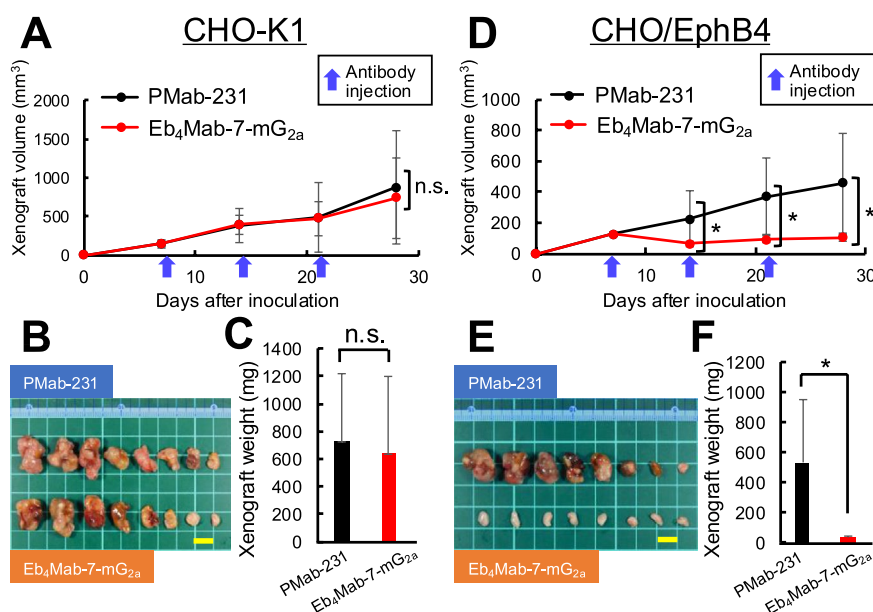 A
CHO-K1
Antibody
injection
PMab-231
Eb₄Mab-7-mG₂ₐ
Xenograft volume (mm³)
2000
1500
1000
500
0
n.s.
0
10
20
30
Days after inoculation
D
CHO/EphB4
Antibody
injection
PMab-231
Eb₄Mab-7-mG₂ₐ
Xenograft volume (mm³)
1000
800
600
400
200
0
*
*
*
0
10
20
30
Days after inoculation
B
PMab-231
Eb₄Mab-7-mG₂ₐ
C
n.s.
Xenograft weight (mg)
1400
1200
1000
800
600
400
200
0
PMab-231
Eb₄Mab-7-mG₂ₐ
E
PMab-231
Eb₄Mab-7-mG₂ₐ
F
*
Xenograft weight (mg)
1200
1000
800
600
400
200
0
PMab-231
Eb₄Mab-7-mG₂ₐ